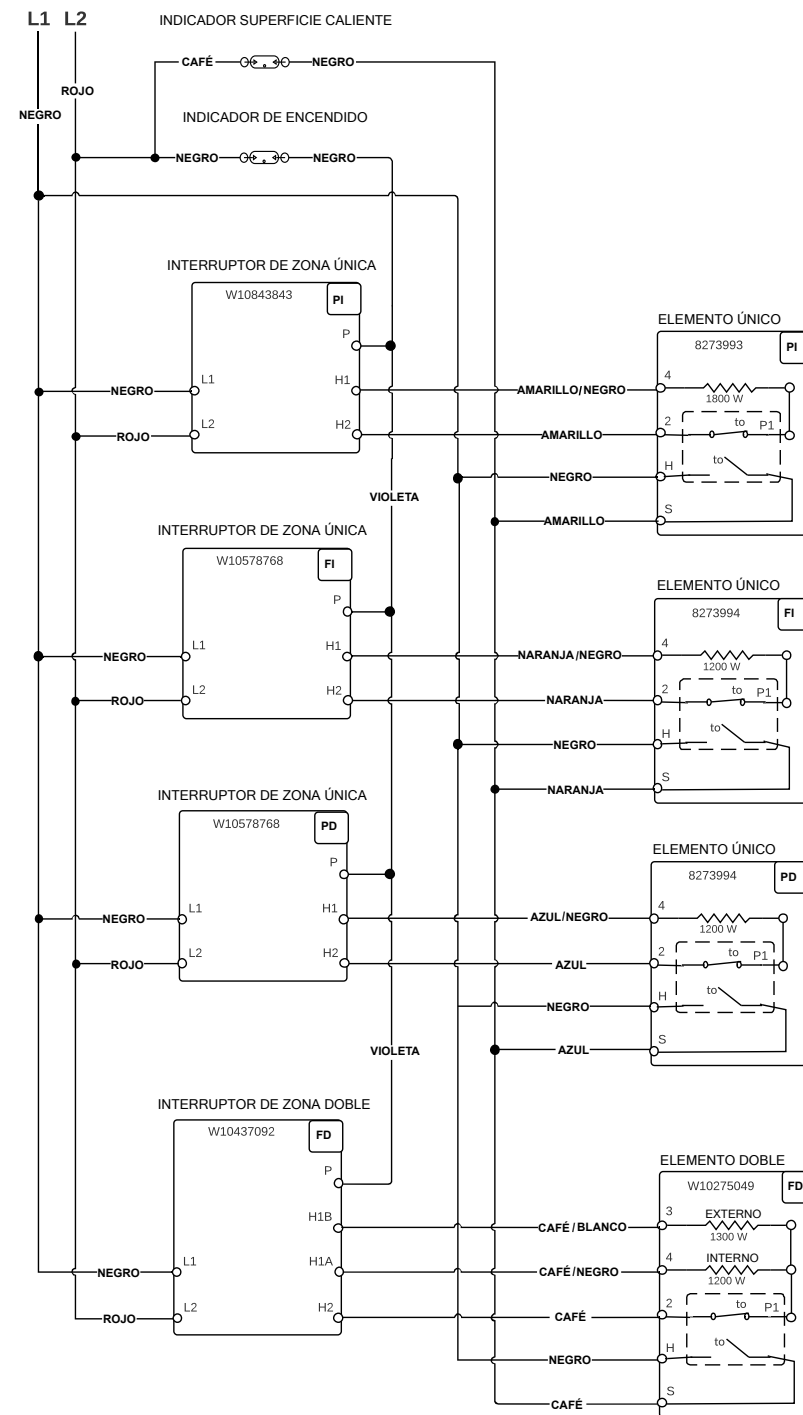 L1 L2
INDICADOR SUPERFICIE CALIENTE
CAFÉ
NEGRO
ROJO
NEGRO
INDICADOR DE ENCENDIDO
NEGRO
NEGRO
INTERRUPTOR DE ZONA ÚNICA
W10843843
PI
P
L1
H1
NEGRO
L2
H2
ROJO
ELEMENTO ÚNICO
8273993
PI
4
AMARILLO/NEGRO
1800 W
2
to
P1
AMARILLO
H
to
NEGRO
S
AMARILLO
VIOLETA
INTERRUPTOR DE ZONA ÚNICA
W10578768
FI
P
L1
H1
NEGRO
L2
H2
ROJO
ELEMENTO ÚNICO
8273994
FI
4
NARANJA/NEGRO
1200 W
2
to
P1
NARANJA
H
to
NEGRO
S
NARANJA
INTERRUPTOR DE ZONA ÚNICA
W10578768
PD
P
L1
H1
NEGRO
L2
H2
ROJO
ELEMENTO ÚNICO
8273994
PD
4
AZUL/NEGRO
1200 W
2
to
P1
AZUL
H
to
NEGRO
S
AZUL
VIOLETA
INTERRUPTOR DE ZONA DOBLE
W10437092
FD
P
H1B
L1
H1A
NEGRO
L2
H2
ROJO
ELEMENTO DOBLE
W10275049
FD
3
EXTERNO
CAFÉ/BLANCO
1300 W
4
INTERNO
CAFÉ/NEGRO
1200 W
2
to
P1
CAFÉ
H
to
NEGRO
S
CAFÉ